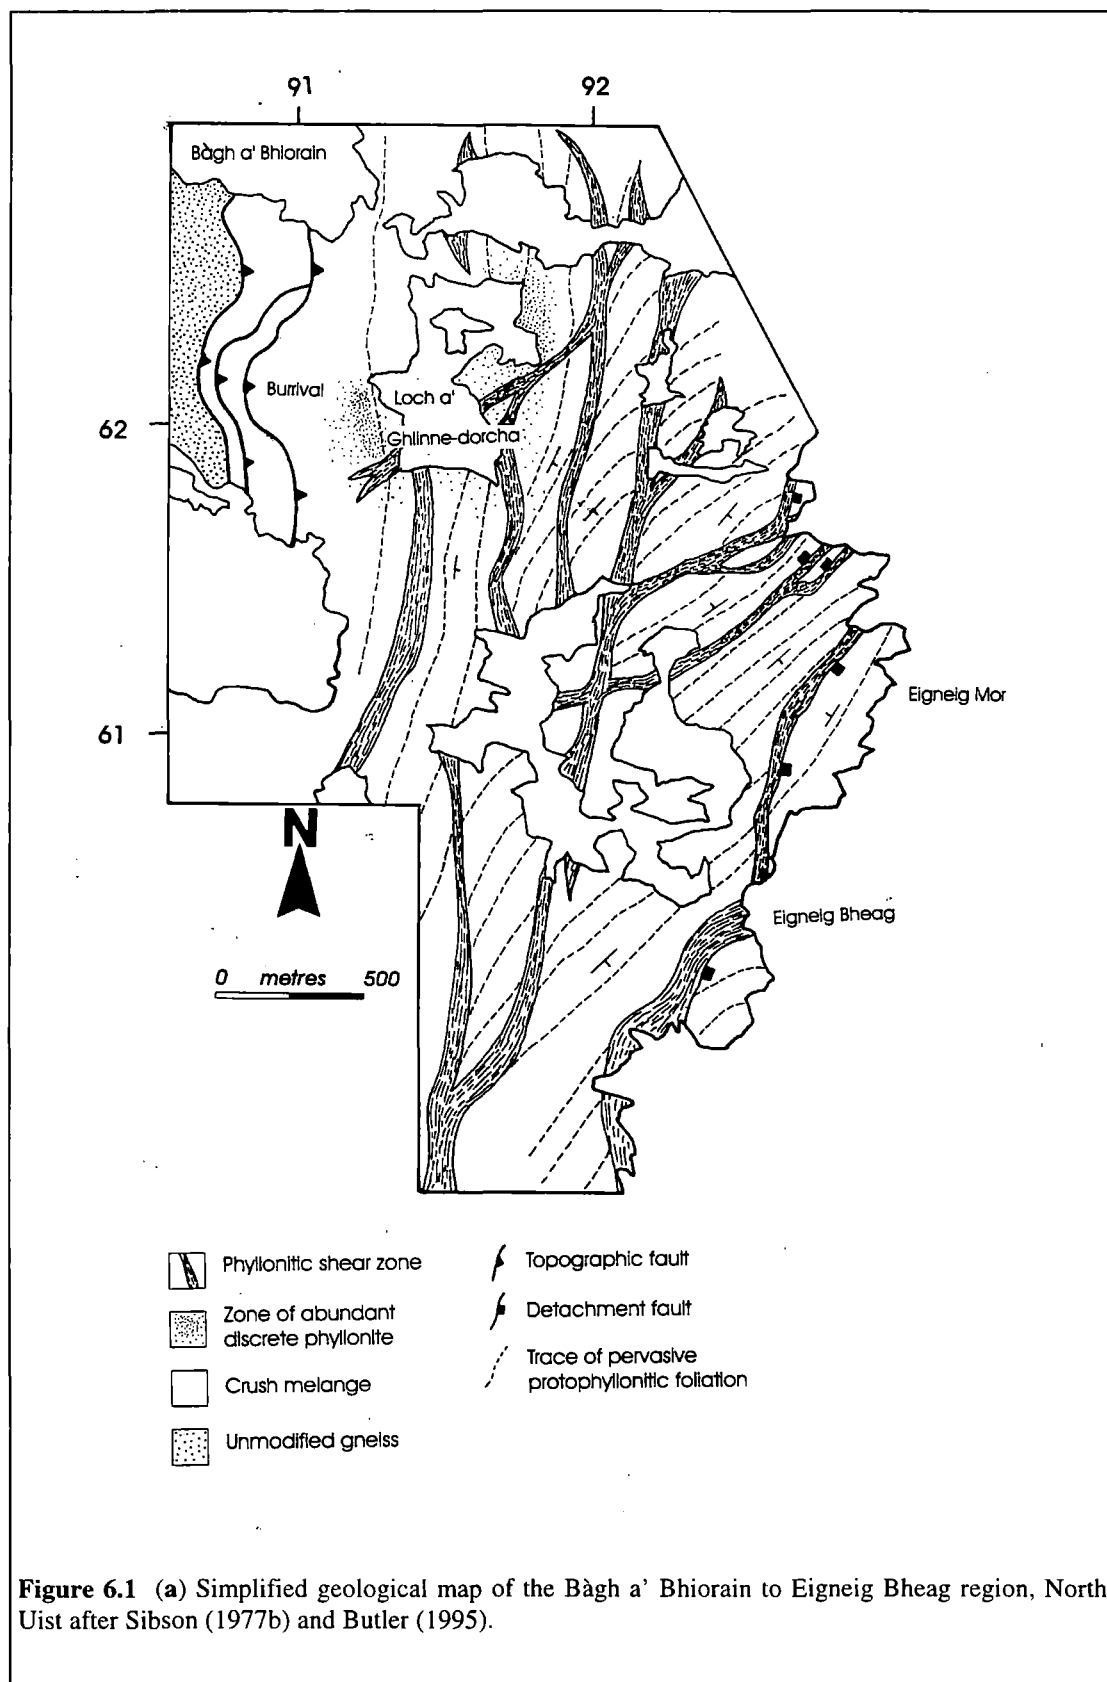 91
92
Bàgh a' Bhiorain
Burrival
Loch a'
62
Ghlinne-dorcha
Eigneig Mor
61
N
Eigneig Bheag
0 metres 500
Phyllonitic shear zone
Zone of abundant
discrete phyllonite
Crush melange
Unmodified gneiss
Topographic fault
Detachment fault
Trace of pervasive
protophyllonitic foliation
Figure 6.1 (a) Simplified geological map of the Bàgh a' Bhiorain to Eigneig Bheag region, North
Uist after Sibson (1977b) and Butler (1995).